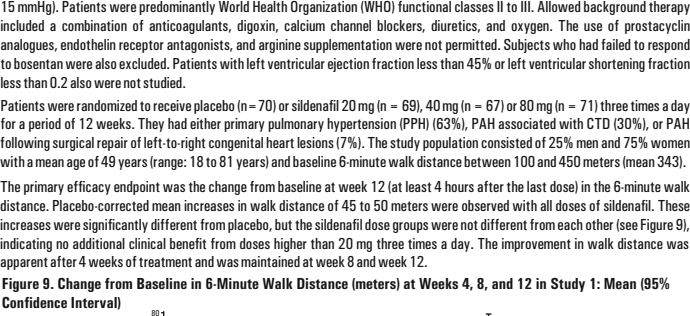 15 mmHg). Patients were predominantly World Health Organization (WHO) functional classes II to III. Allowed background therapy
included a combination of anticoagulants, digoxin, calcium channel blockers, diuretics, and oxygen. The use of prostacyclin
analogues, endothelin receptor antagonists, and arginine supplementation were not permitted. Subjects who had failed to respond
to bosentan were also excluded. Patients with left ventricular ejection fraction less than 45% or left ventricular shortening fraction
less than 0.2 also were not studied.
Patients were randomized to receive placebo (n = 70) or sildenafil 20 mg (n = 69), 40 mg (n = 67) or 80 mg (n = 71) three times a day
for a period of 12 weeks. They had either primary pulmonary hypertension (PPH) (63%), PAH associated with CTD (30%), or PAH
following surgical repair of left-to-right congenital heart lesions (7%). The study population consisted of 25% men and 75% women
with a mean age of 49 years (range: 18 to 81 years) and baseline 6-minute walk distance between 100 and 450 meters (mean 343).
The primary efficacy endpoint was the change from baseline at week 12 (at least 4 hours after the last dose) in the 6-minute walk
distance. Placebo-corrected mean increases in walk distance of 45 to 50 meters were observed with all doses of sildenafil. These
increases were significantly different from placebo, but the sildenafil dose groups were not different from each other (see Figure 9),
indicating no additional clinical benefit from doses higher than 20 mg three times a day. The improvement in walk distance was
apparent after 4 weeks of treatment and was maintained at week 8 and week 12.
Figure 9. Change from Baseline in 6-Minute Walk Distance (meters) at Weeks 4, 8, and 12 in Study 1: Mean (95%
Confidence Interval)
80